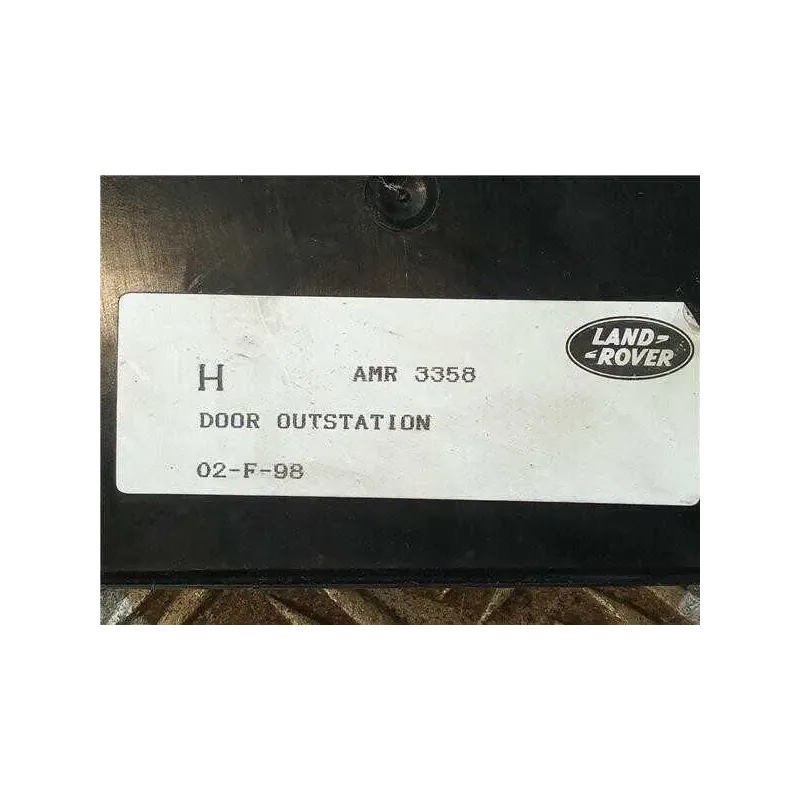 LAND-
-ROVER
H AMR 3358
DOOR OUTSTATION
02-F-98